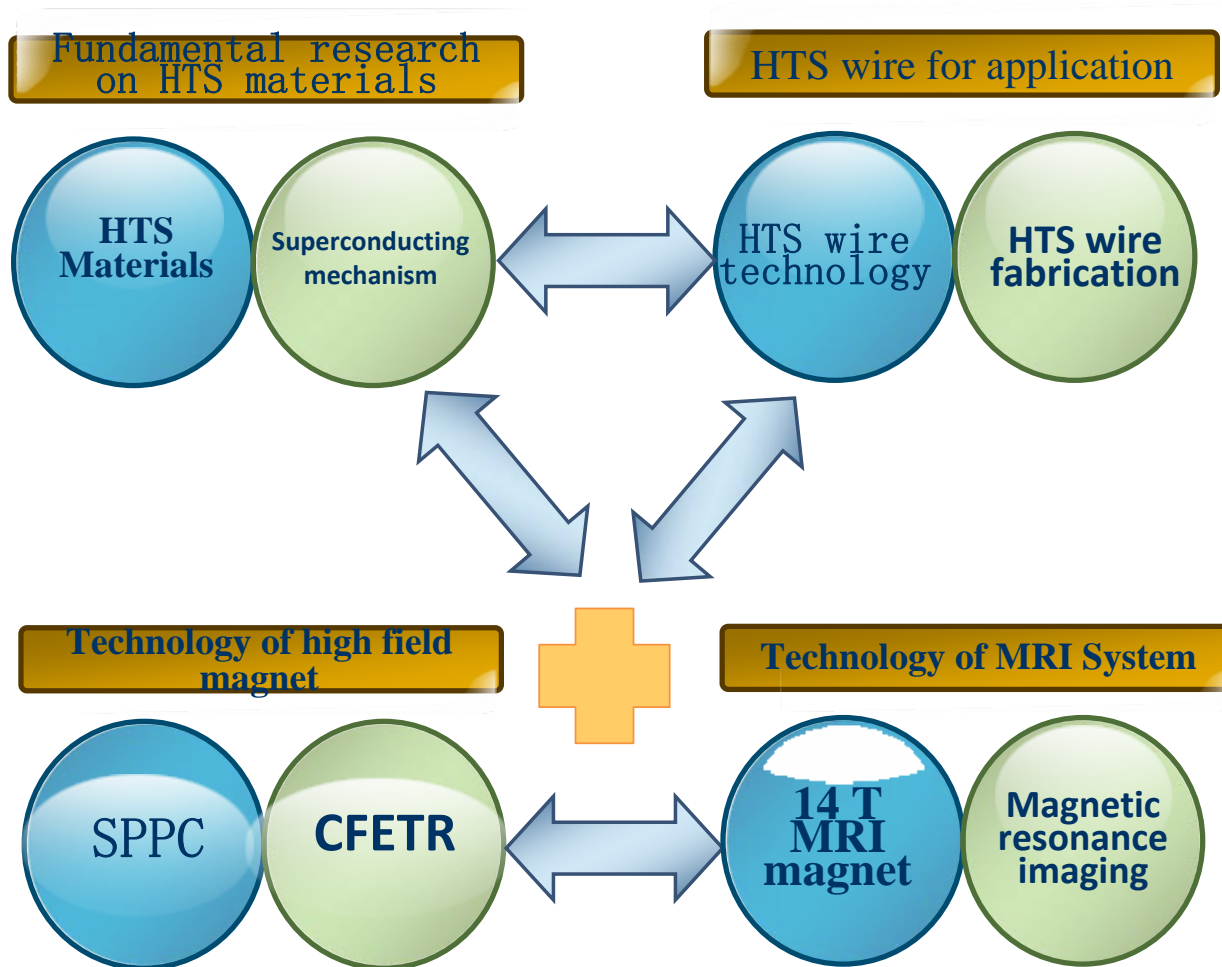 Fundamental research
on HTS materials
HTS wire for application
HTS
Materials
Superconducting
mechanism
HTS wire
technology
HTS wire
fabrication
Technology of high field
magnet
Technology of MRI System
SPPC
CFETR
14 T
MRI
magnet
Magnetic
resonance
imaging